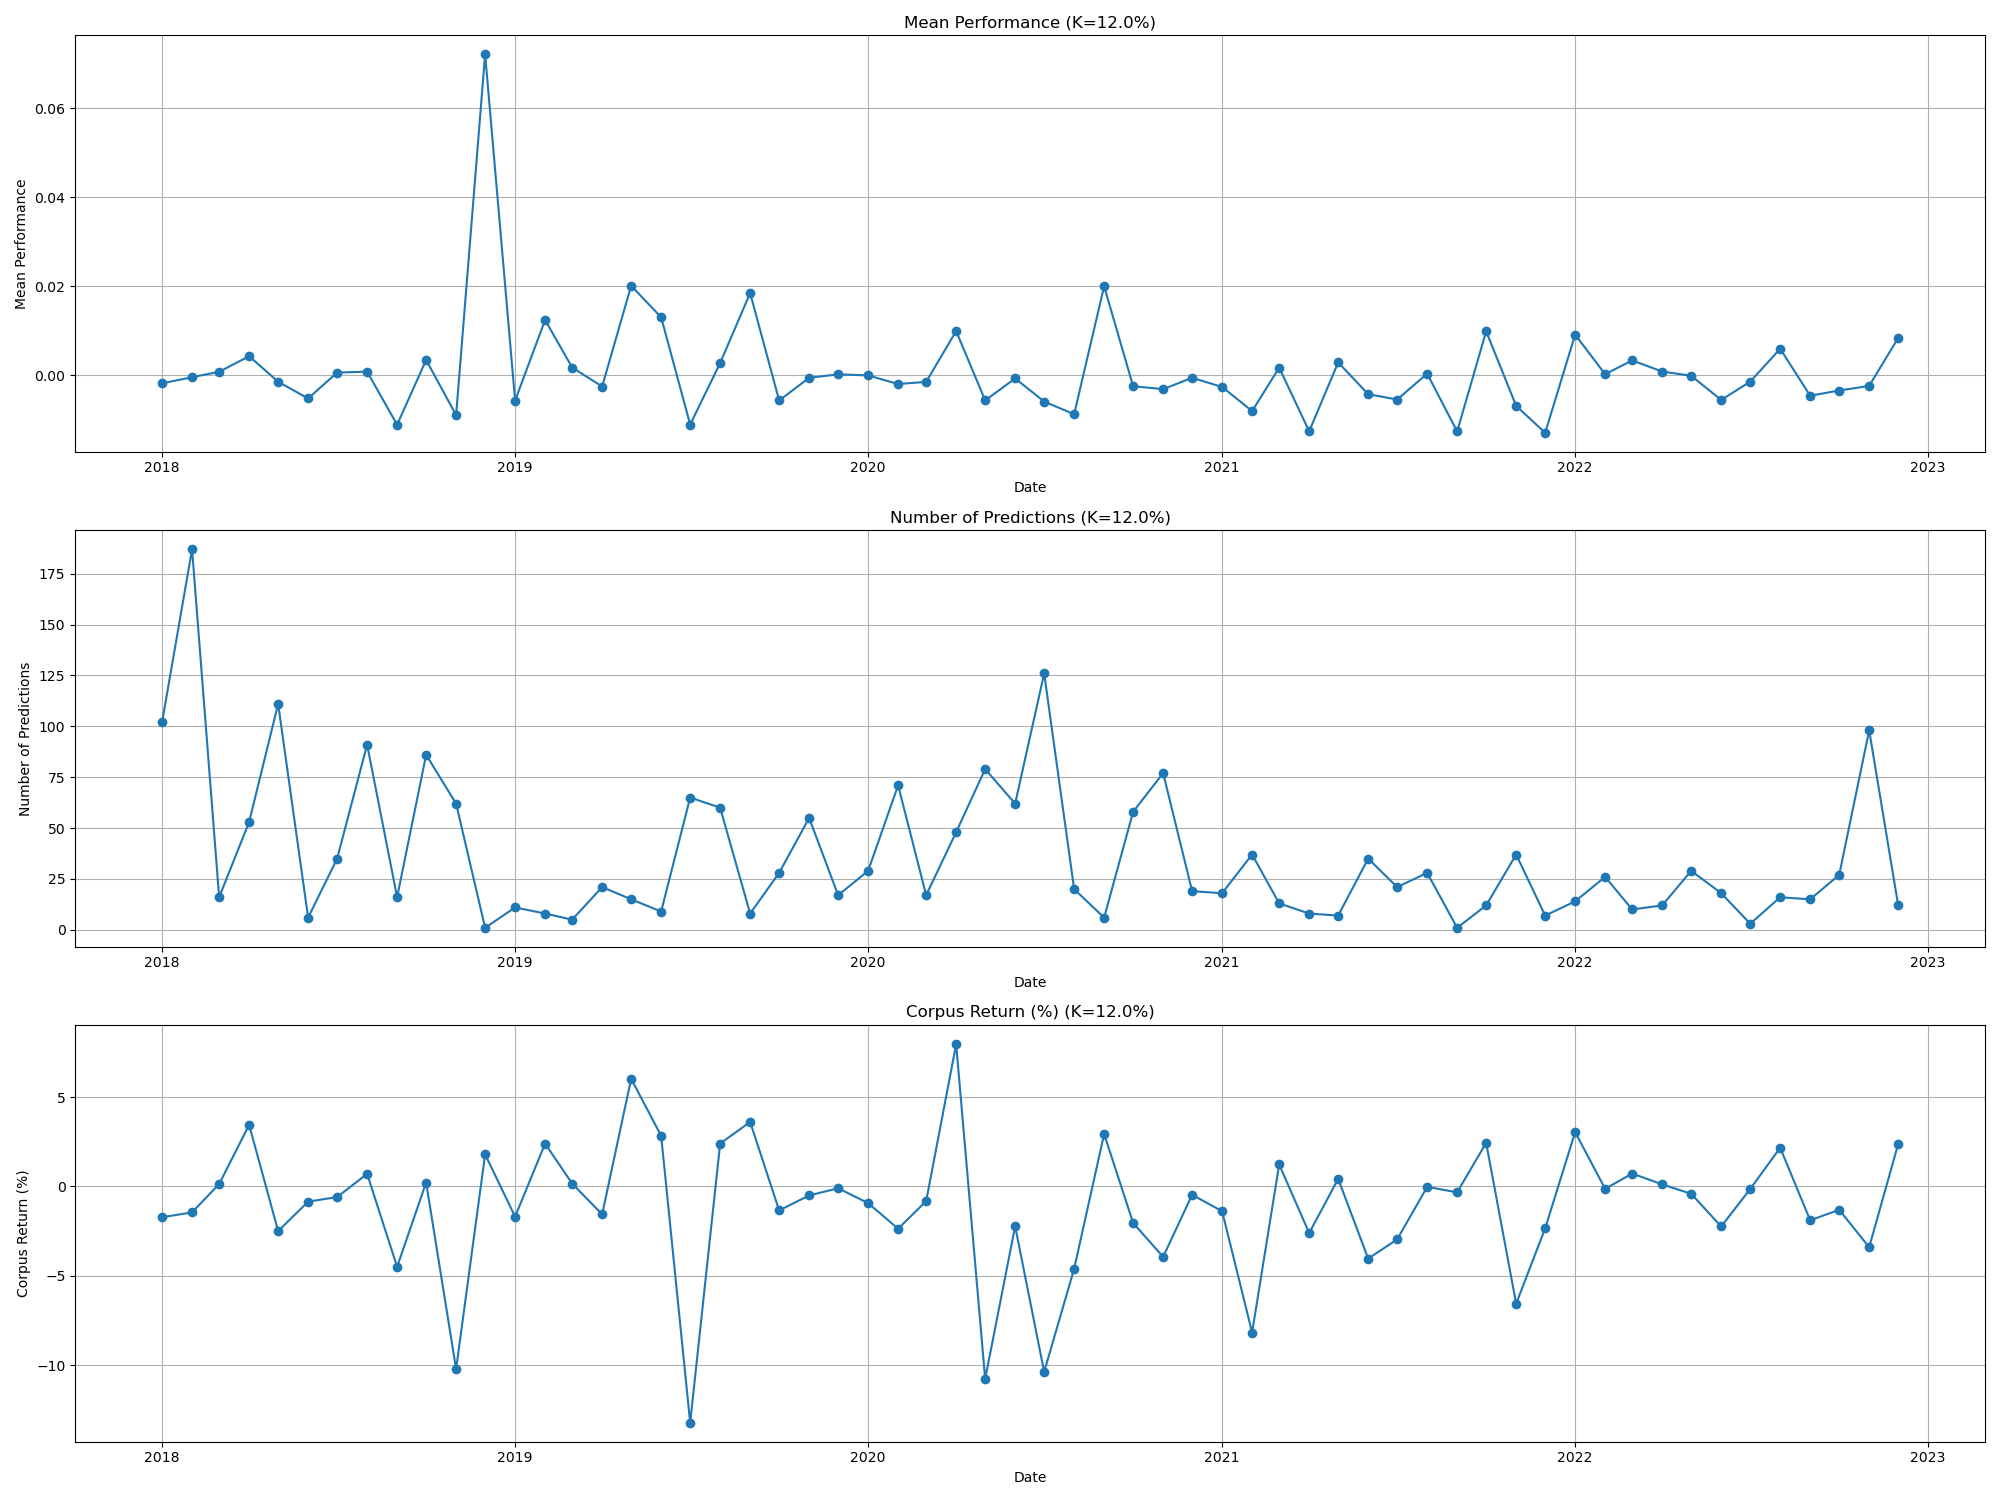 Mean Performance (K=12.0%)
Mean Performance
0.06
0.04
0.02
0.00
2018 2019 2020 2021 2022 2023
Date
Number of Predictions (K=12.0%)
Number of Predictions
175
150
125
100
75
50
25
0
2018 2019 2020 2021 2022 2023
Date
Corpus Return (%) (K=12.0%)
Corpus Return (%)
5
0
−5
−10
2018 2019 2020 2021 2022 2023
Date